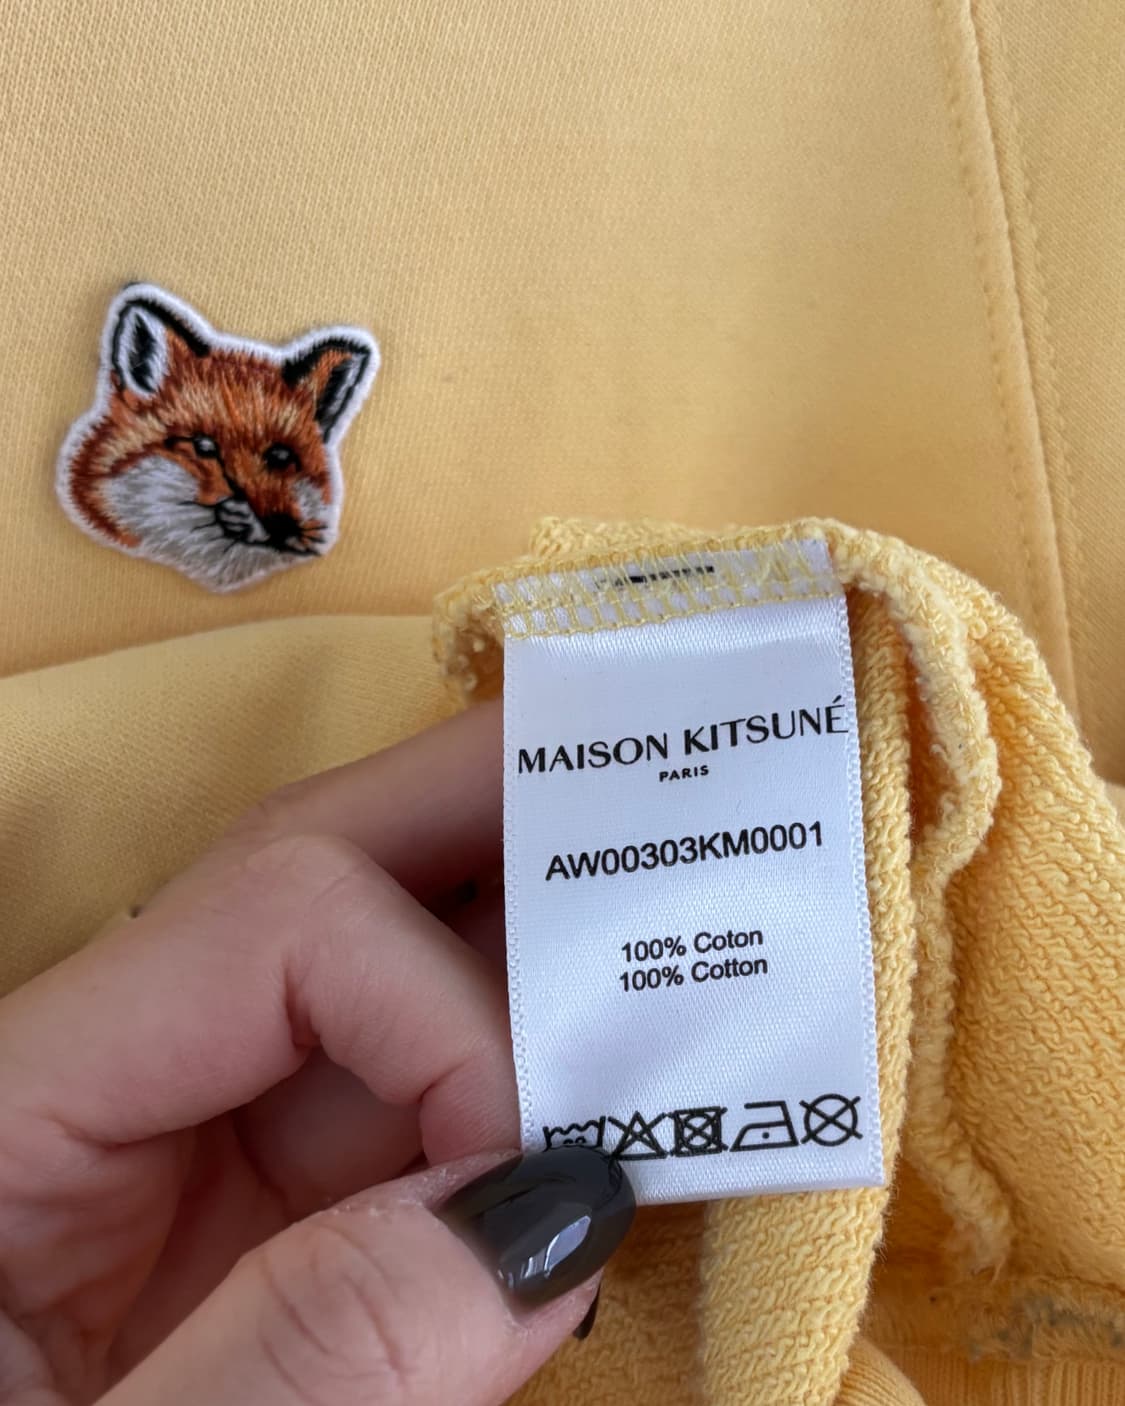 MAISON KITSUNÉ
PARIS
AW00303KM0001
100% Coton
100% Cotton